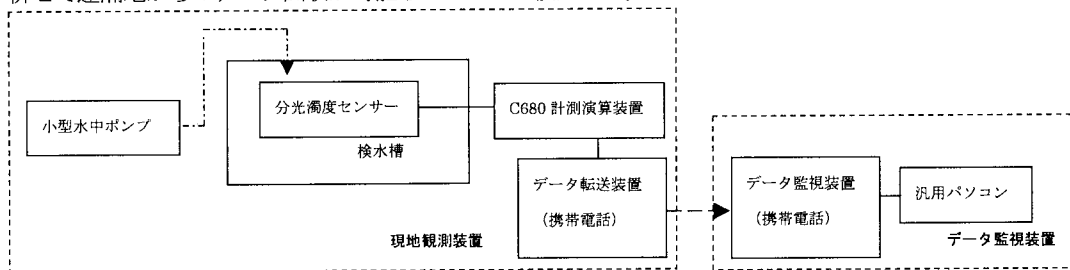 小型水中ポンプ
分光濁度センサー
検水槽
C680 計測演算装置
データ転送装置
(携帯電話)
現地観測装置
データ監視装置
(携帯電話)
汎用パソコン
データ監視装置